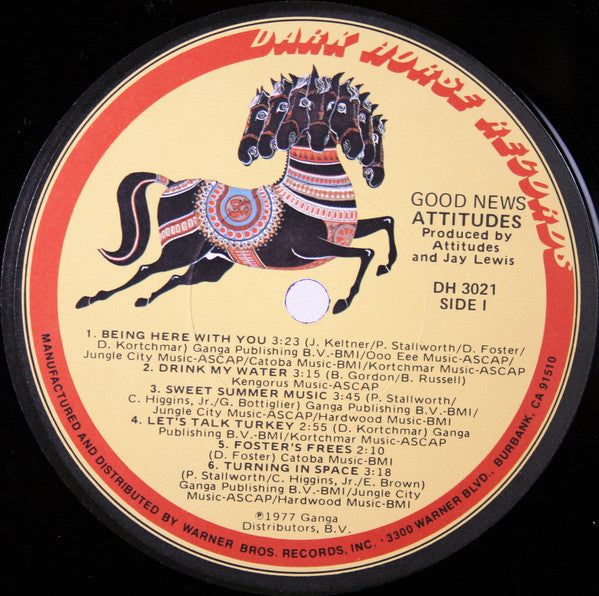 DARK HORSE RECORDS
GOOD NEWS
ATTITUDES
Produced by
Attitudes
and Jay Lewis
DH 3021
SIDE I
1. BEING HERE WITH YOU 3:23 (J. Keltner/P. Stallworth/D. Foster/
D. Kortchmar) Ganga Publishing B.V.-BMI/Ooo Eee Music-ASCAP/
Jungle City Music-ASCAP/Catoba Music-BMI/Kortchmar Music-ASCAP
2. DRINK MY WATER 3:15 (B. Gordon/B. Russell)
Kengorus Music-ASCAP
3. SWEET SUMMER MUSIC 3:45 (P. Stallworth/
C. Higgins, Jr./G. Bottiglier) Ganga Publishing B.V.-BMI/
Jungle City Music-ASCAP/Hardwood Music-BMI
4. LET'S TALK TURKEY 2:55 (D. Kortchmar) Ganga
Publishing B.V.-BMI/Kortchmar Music-ASCAP
5. FOSTER'S FREES 2:10
(D. Foster) Catoba Music-BMI
6. TURNING IN SPACE 3:18
(P. Stallworth/C. Higgins, Jr./E. Brown)
Ganga Publishing B.V.-BMI/Jungle City
Music-ASCAP/Hardwood Music-BMI
℗1977 Ganga
Distributors, B.V.
MANUFACTURED AND DISTRIBUTED BY WARNER BROS. RECORDS, INC. · 3300 WARNER BLVD., BURBANK, CA 91510